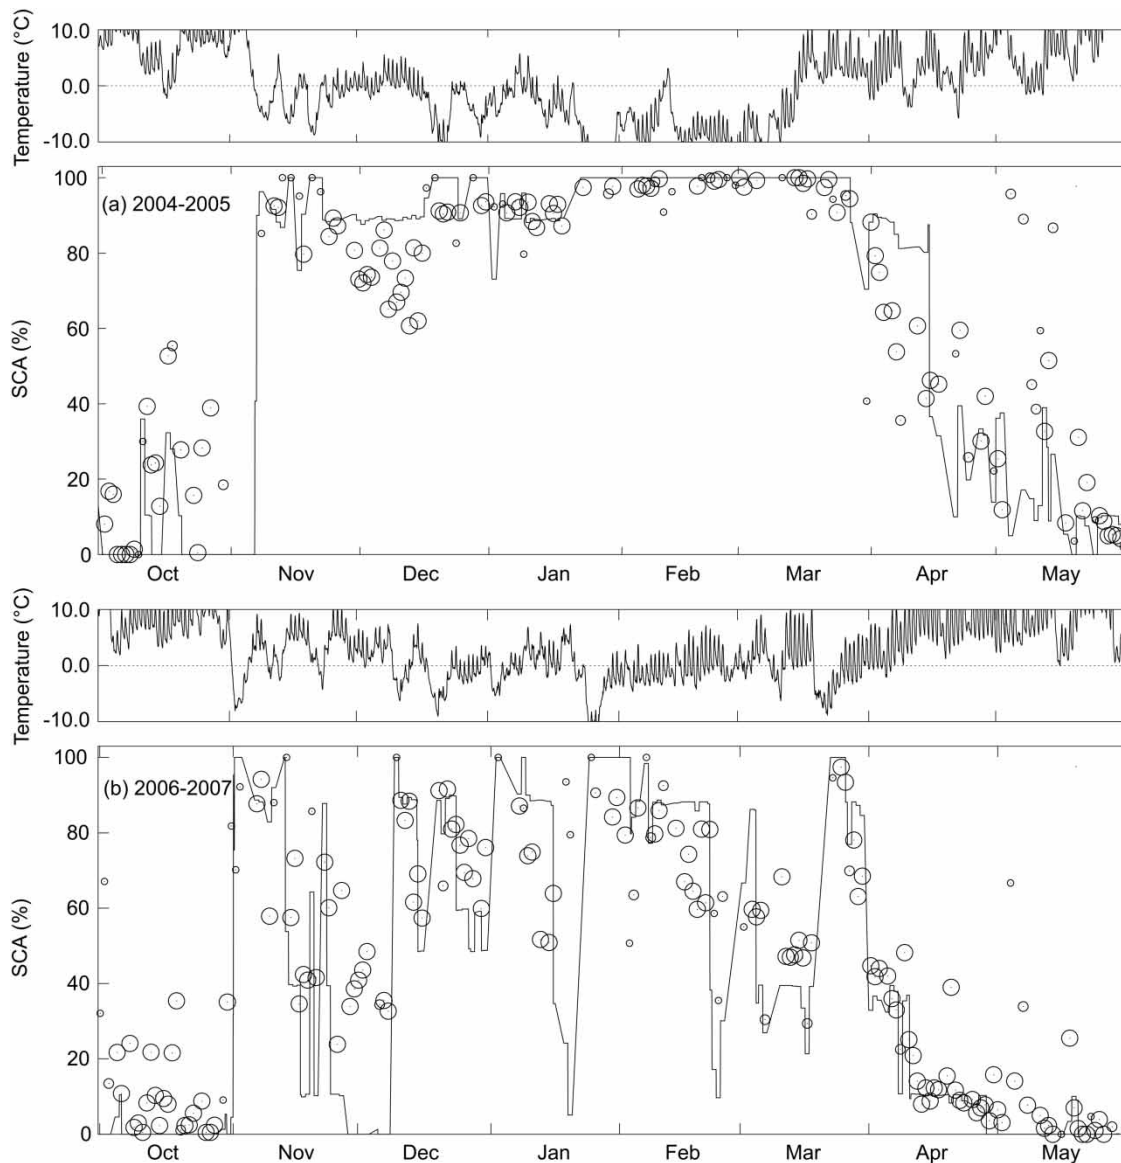 Temperature (°C)
10.0
0.0
-10.0
SCA (%)
(a) 2004-2005
100
80
60
40
20
0
Oct Nov Dec Jan Feb Mar Apr May
Temperature (°C)
10.0
0.0
-10.0
SCA (%)
(b) 2006-2007
100
80
60
40
20
0
Oct Nov Dec Jan Feb Mar Apr May